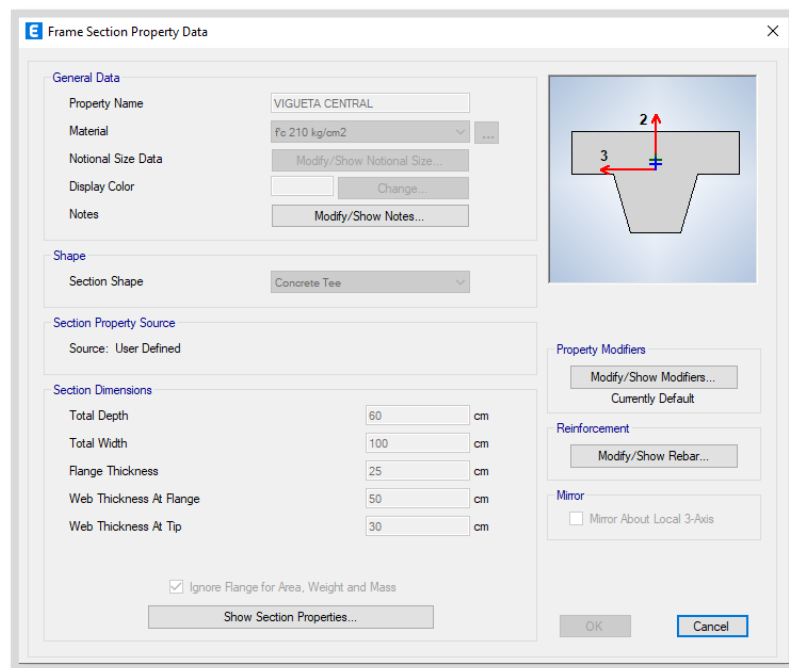 E Frame Section Property Data
General Data
Property Name VIGUETA CENTRAL
Material f'c 210 kg/cm2 ...
Notional Size Data Modify/Show Notional Size...
Display Color Change...
Notes Modify/Show Notes...
2
3
Shape
Section Shape Concrete Tee
Section Property Source
Source: User Defined
Property Modifiers
Modify/Show Modifiers...
Currently Default
Section Dimensions
Total Depth 60 cm
Total Width 100 cm
Flange Thickness 25 cm
Web Thickness At Flange 50 cm
Web Thickness At Tip 30 cm
Ignore Flange for Area, Weight and Mass
Show Section Properties...
Reinforcement
Modify/Show Rebar...
Mirror
Mirror About Local 3-Axis
OK Cancel